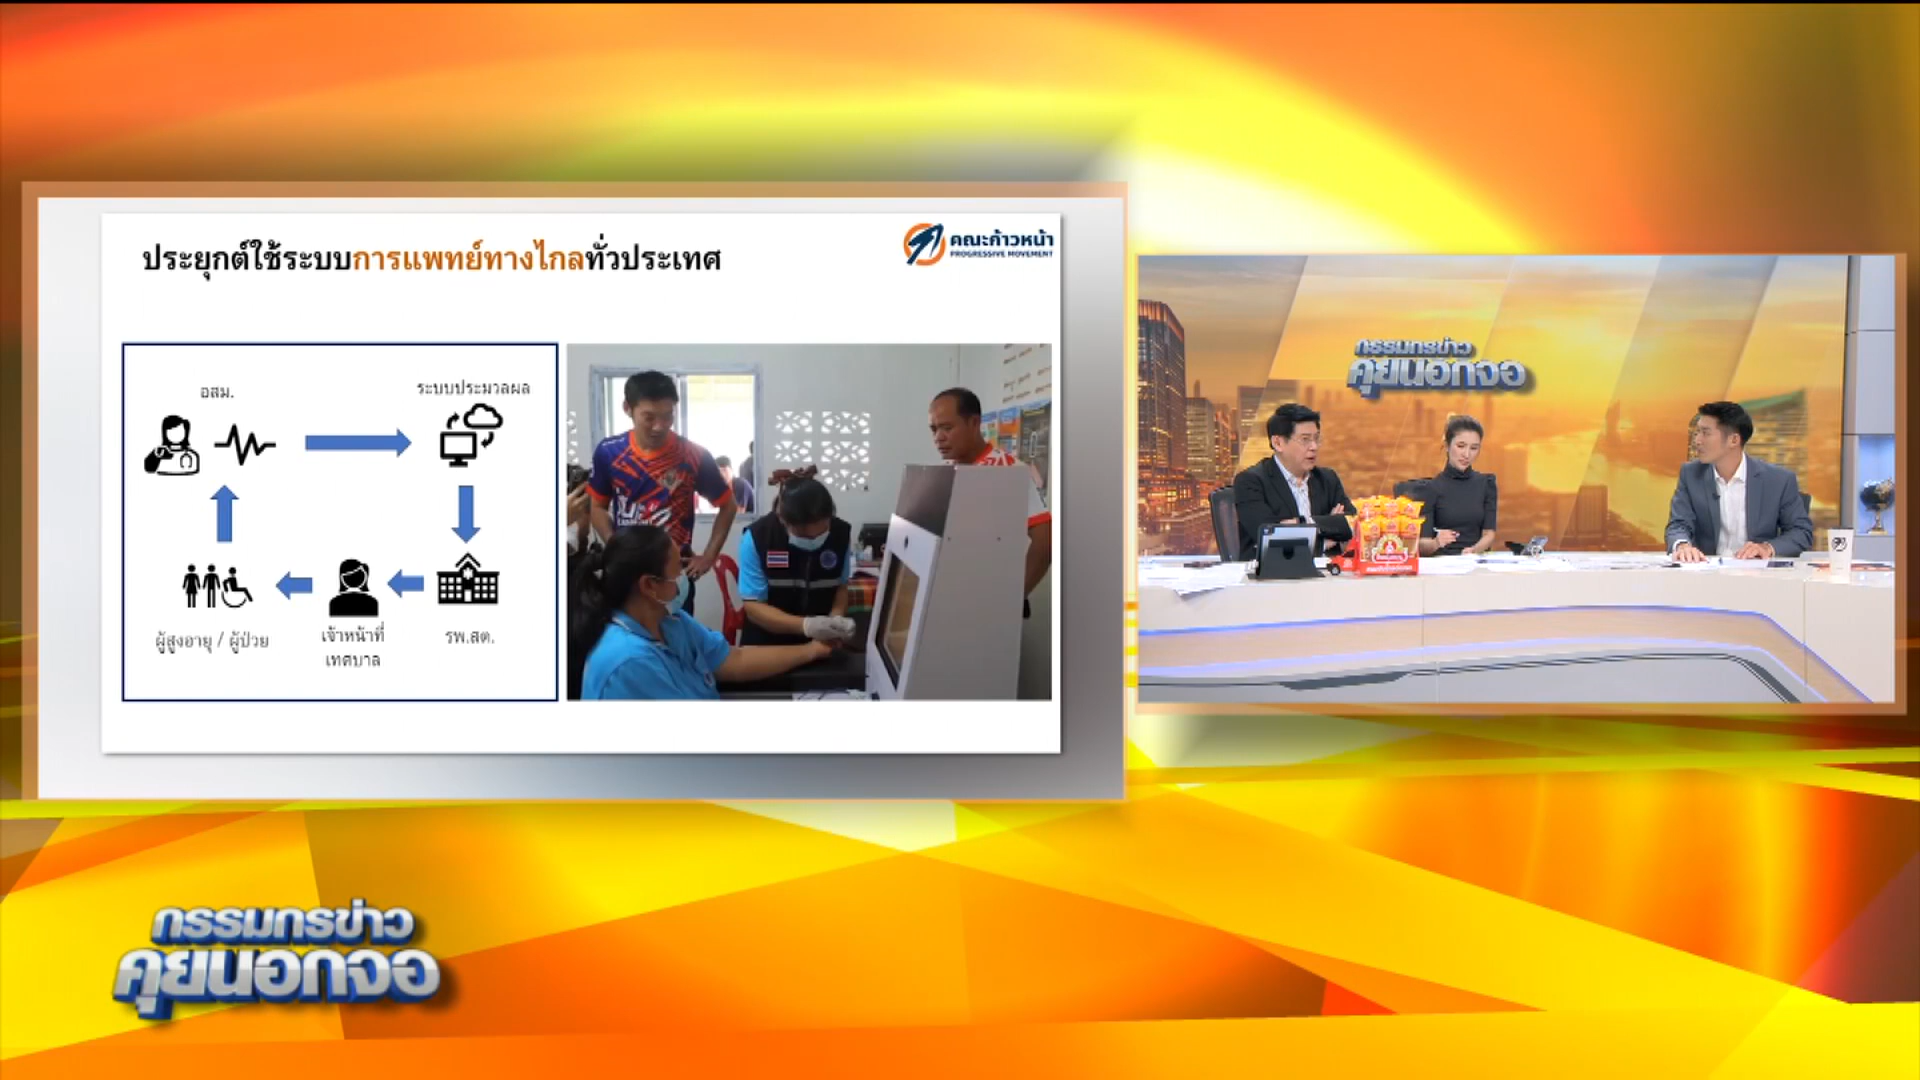 ประยุกต์ใช้ระบบการแพทย์ทางไกลทั่วประเทศ
คณะก้าวหน้า
PROGRESSIVE MOVEMENT
อสม.
ระบบประมวลผล
ผู้สูงอายุ / ผู้ป่วย
เจ้าหน้าที่
เทศบาล
รพ.สต.
กรรมกรข่าว
คุยนอกจอ
กรรมกรข่าว
คุยนอกจอ